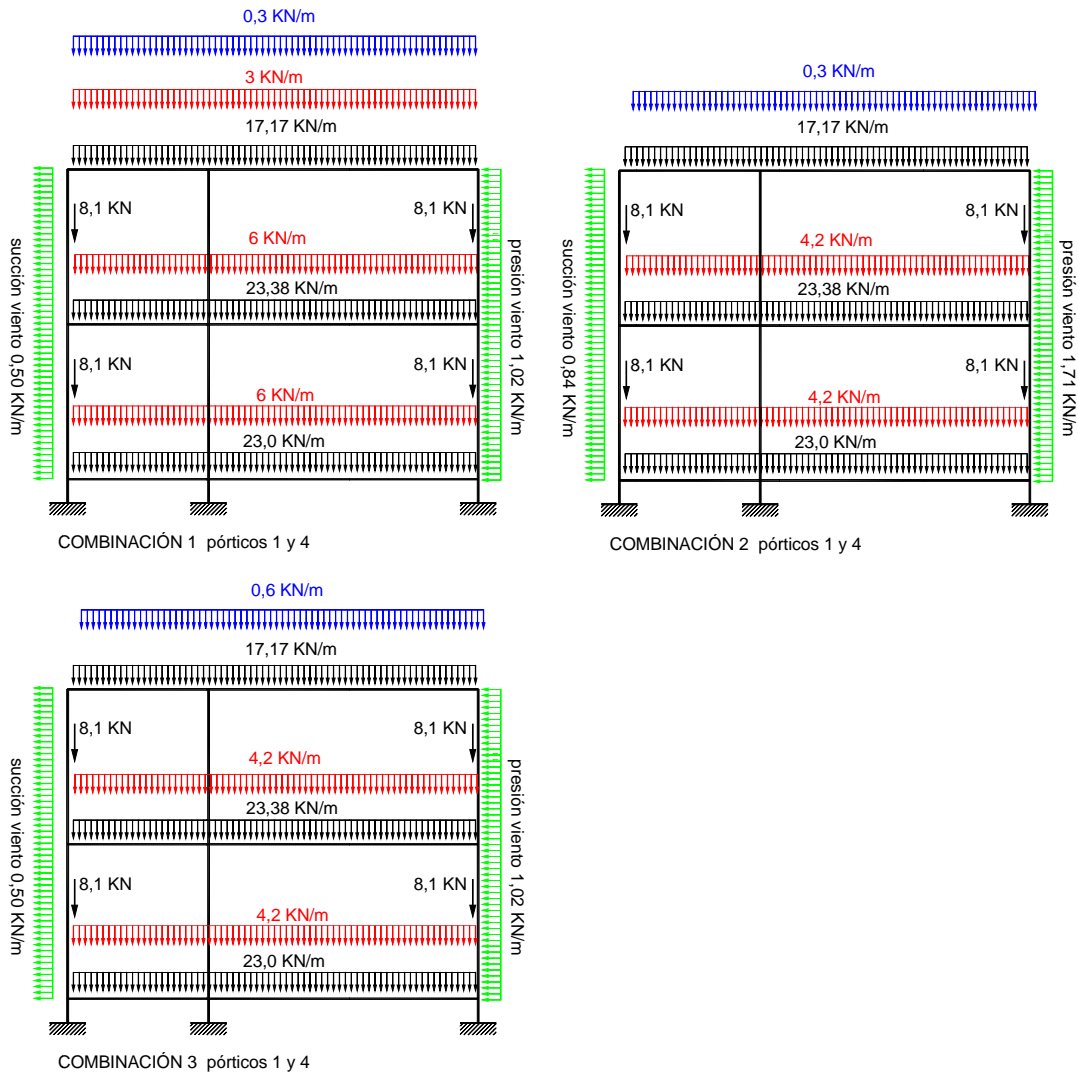 0,3 KN/m
3 KN/m
17,17 KN/m
8,1 KN
8,1 KN
6 KN/m
23,38 KN/m
8,1 KN
8,1 KN
6 KN/m
23,0 KN/m
succión viento 0,50 KN/m
presión viento 1,02 KN/m
COMBINACIÓN 1 pórticos 1 y 4
0,3 KN/m
17,17 KN/m
8,1 KN
8,1 KN
4,2 KN/m
23,38 KN/m
8,1 KN
8,1 KN
4,2 KN/m
23,0 KN/m
succión viento 0,84 KN/m
presión viento 1,71 KN/m
COMBINACIÓN 2 pórticos 1 y 4
0,6 KN/m
17,17 KN/m
8,1 KN
8,1 KN
4,2 KN/m
23,38 KN/m
8,1 KN
8,1 KN
4,2 KN/m
23,0 KN/m
succión viento 0,50 KN/m
presión viento 1,02 KN/m
COMBINACIÓN 3 pórticos 1 y 4